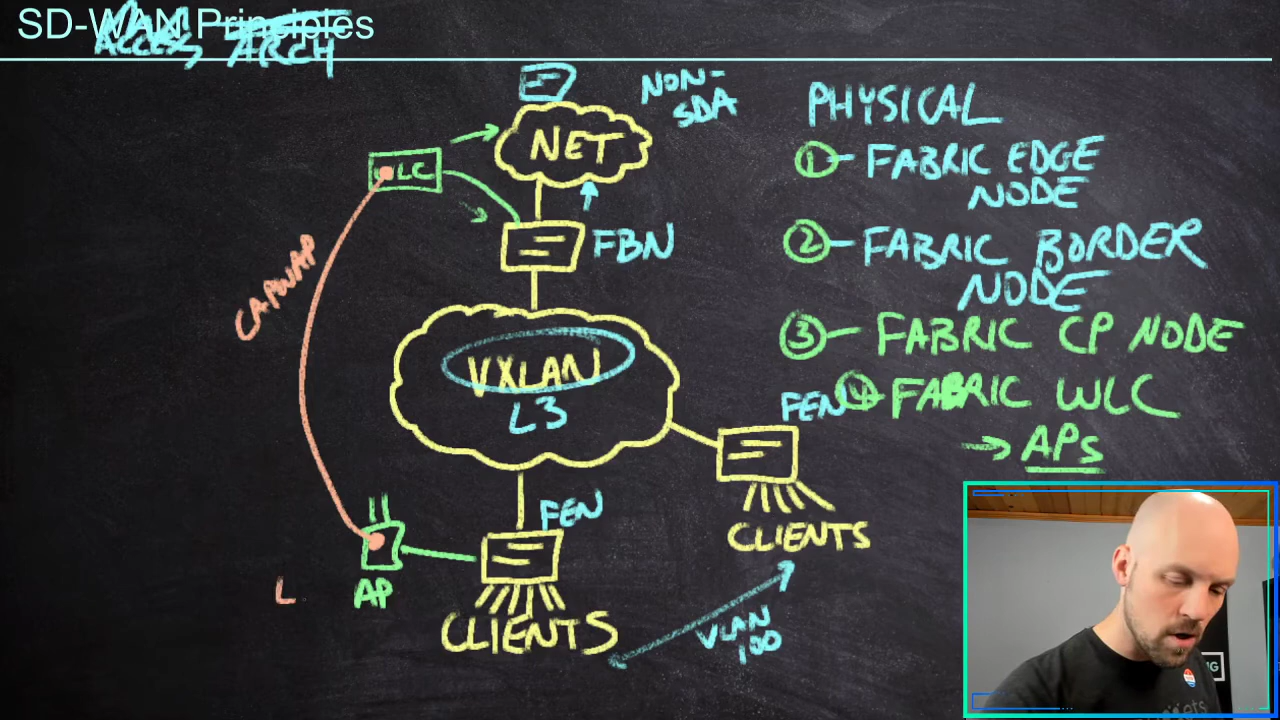 SD-WAN Principles
ACCESS ARCH
NON-
SDA
NET
WLC
FBN
CAPWAP
VXLAN
L3
FEN
AP
L
CLIENTS
FEN
CLIENTS
VLAN
100
PHYSICAL
1 - FABRIC EDGE
NODE
2 - FABRIC BORDER
NODE
3 - FABRIC CP NODE
4 - FABRIC WLC
→ APs